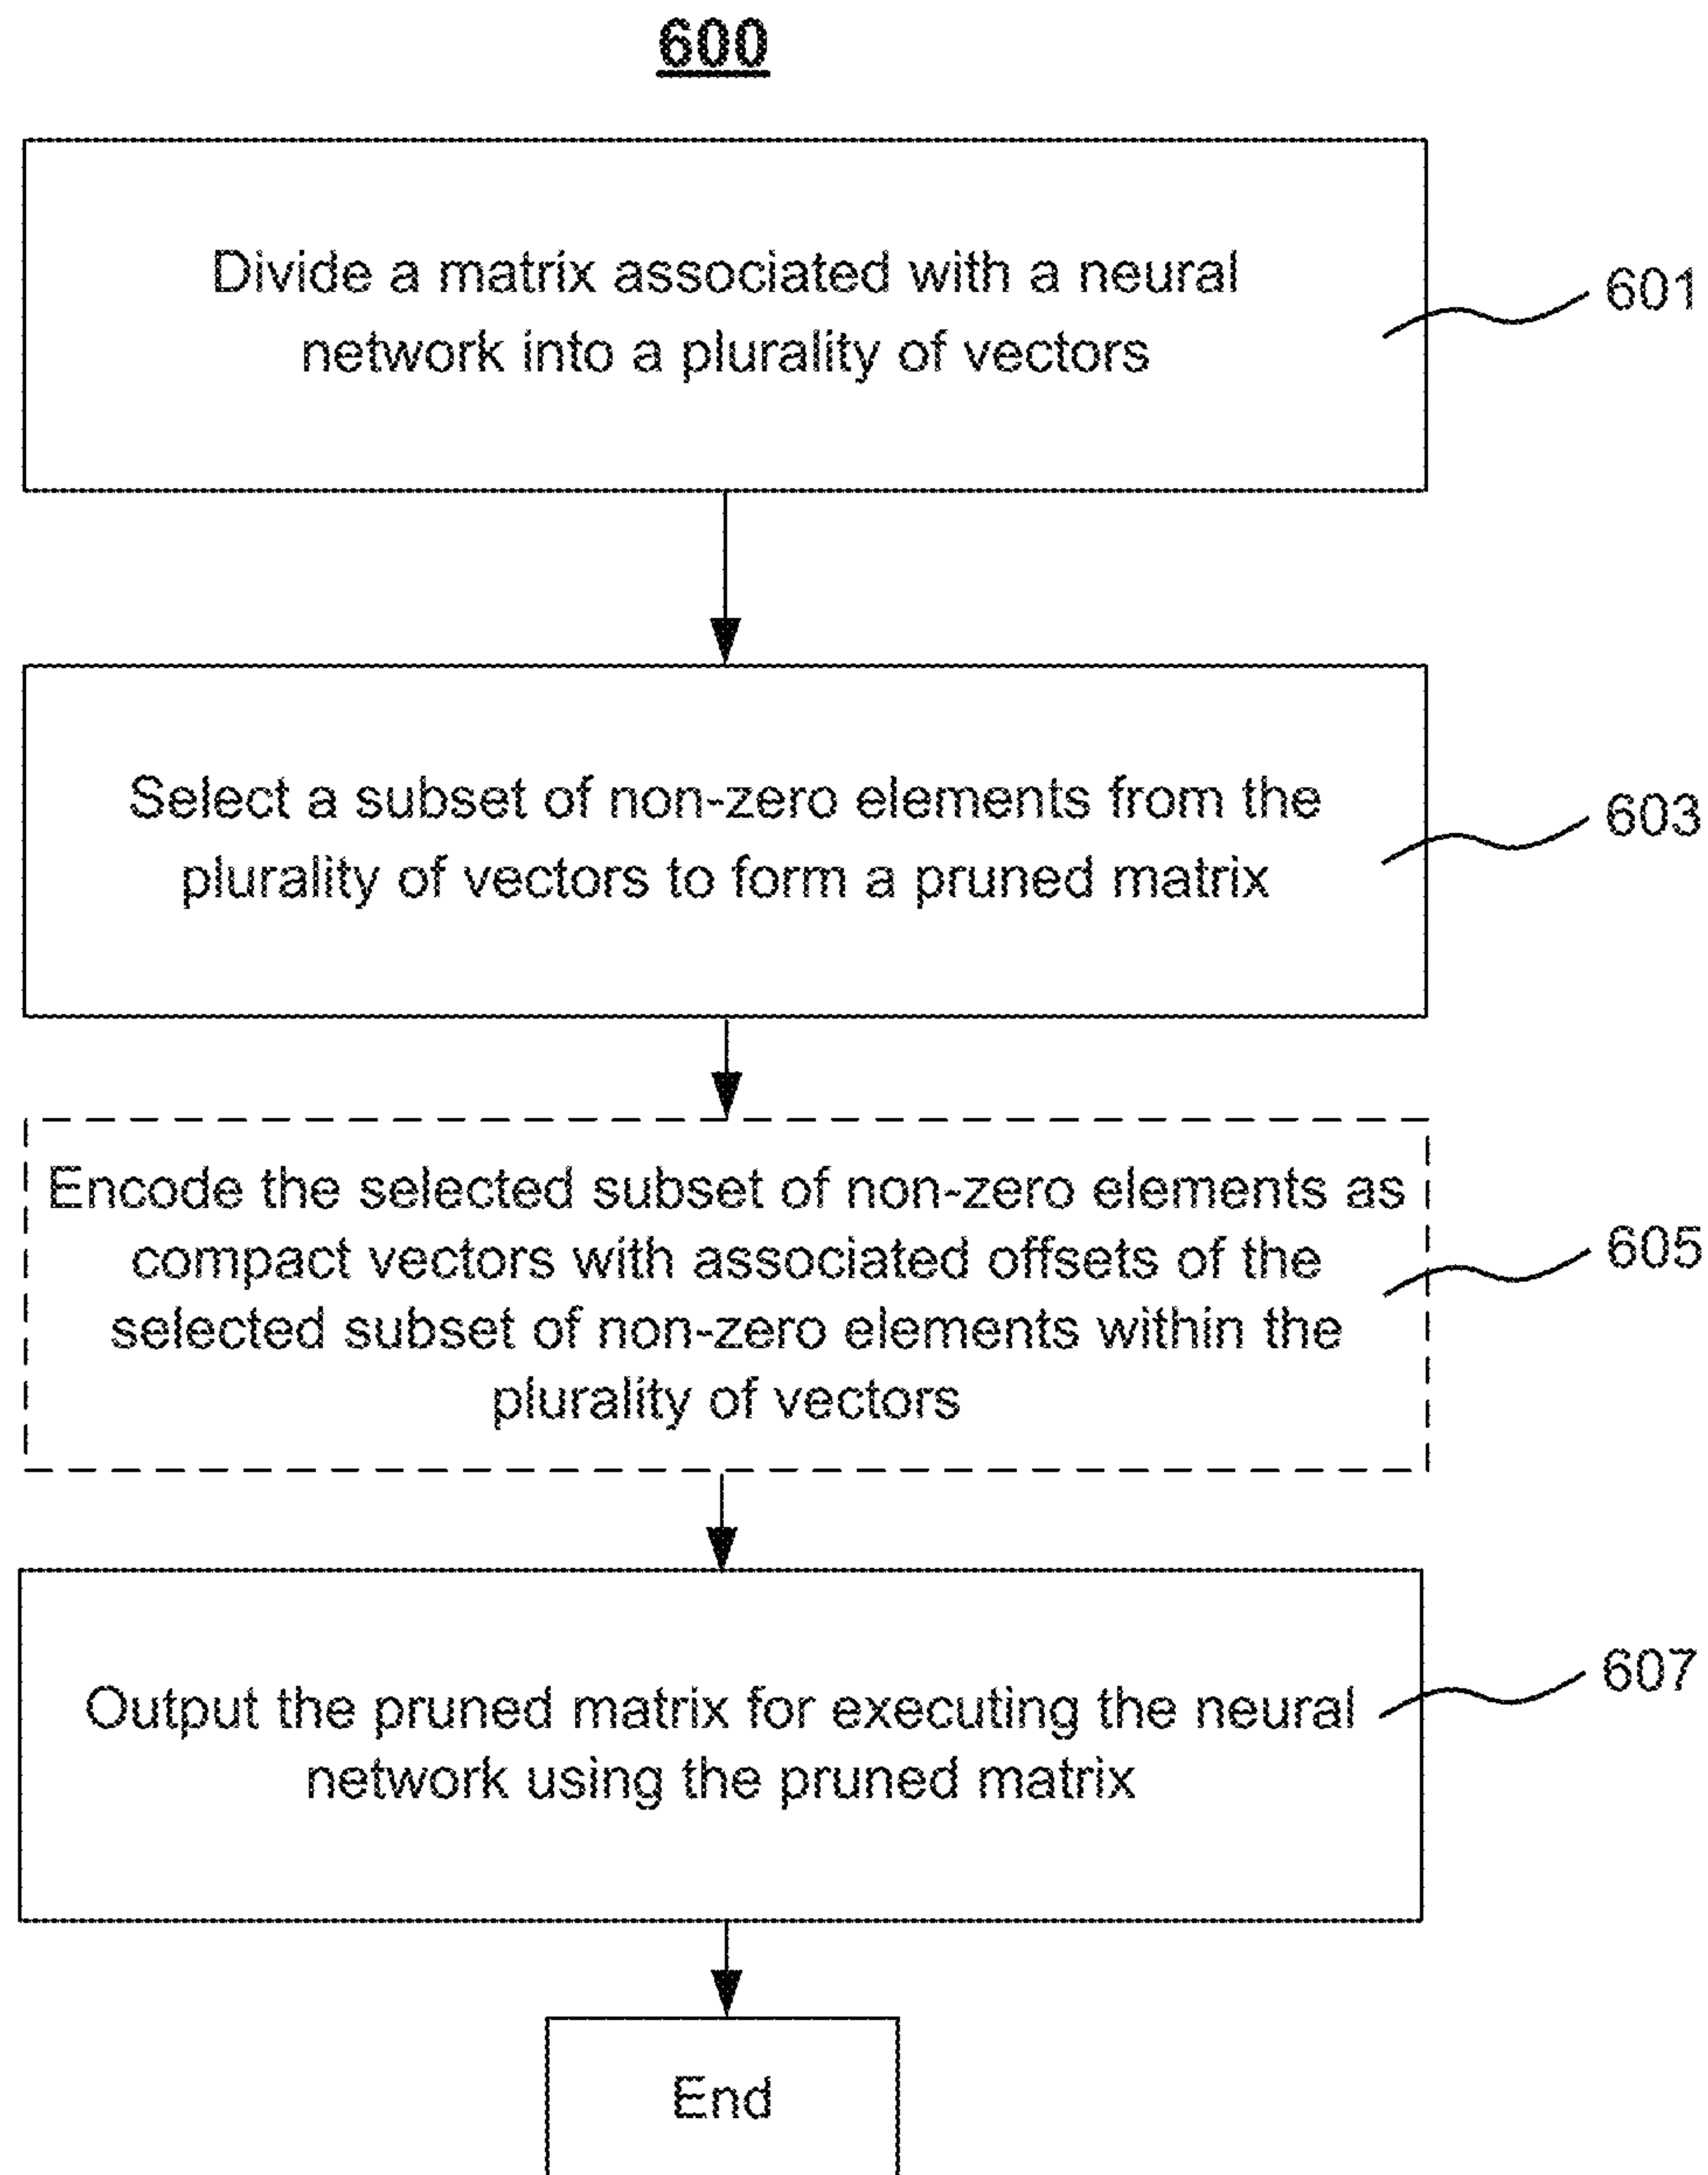 600
Divide a matrix associated with a neural
network into a plurality of vectors
601
Select a subset of non-zero elements from the
plurality of vectors to form a pruned matrix
603
Encode the selected subset of non-zero elements as
compact vectors with associated offsets of the
selected subset of non-zero elements within the
plurality of vectors
605
Output the pruned matrix for executing the neural
network using the pruned matrix
607
End